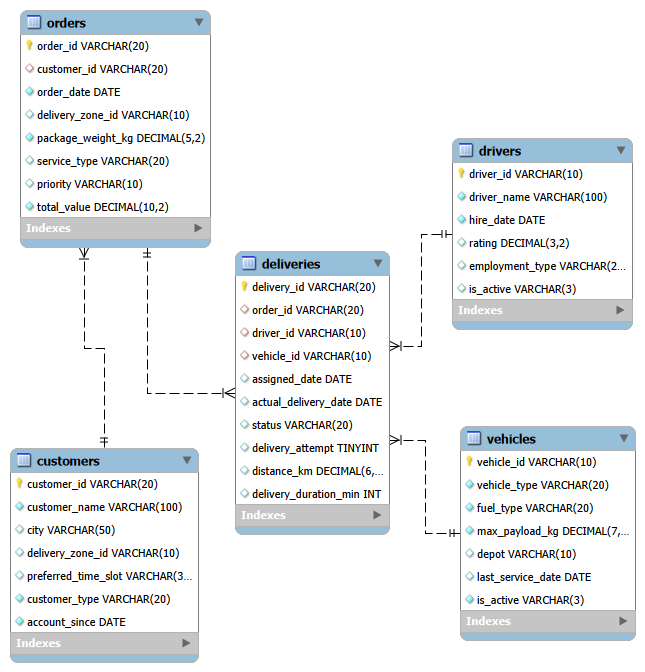 orders
order_id VARCHAR(20)
customer_id VARCHAR(20)
order_date DATE
delivery_zone_id VARCHAR(10)
package_weight_kg DECIMAL(5,2)
service_type VARCHAR(20)
priority VARCHAR(10)
total_value DECIMAL(10,2)
Indexes
drivers
driver_id VARCHAR(10)
driver_name VARCHAR(100)
hire_date DATE
rating DECIMAL(3,2)
employment_type VARCHAR(2...
is_active VARCHAR(3)
Indexes
deliveries
delivery_id VARCHAR(20)
order_id VARCHAR(20)
driver_id VARCHAR(10)
vehicle_id VARCHAR(10)
assigned_date DATE
actual_delivery_date DATE
status VARCHAR(20)
delivery_attempt TINYINT
distance_km DECIMAL(6,...
delivery_duration_min INT
Indexes
customers
customer_id VARCHAR(20)
customer_name VARCHAR(100)
city VARCHAR(50)
delivery_zone_id VARCHAR(10)
preferred_time_slot VARCHAR(3...
customer_type VARCHAR(20)
account_since DATE
Indexes
vehicles
vehicle_id VARCHAR(10)
vehicle_type VARCHAR(20)
fuel_type VARCHAR(20)
max_payload_kg DECIMAL(7,...
depot VARCHAR(10)
last_service_date DATE
is_active VARCHAR(3)
Indexes